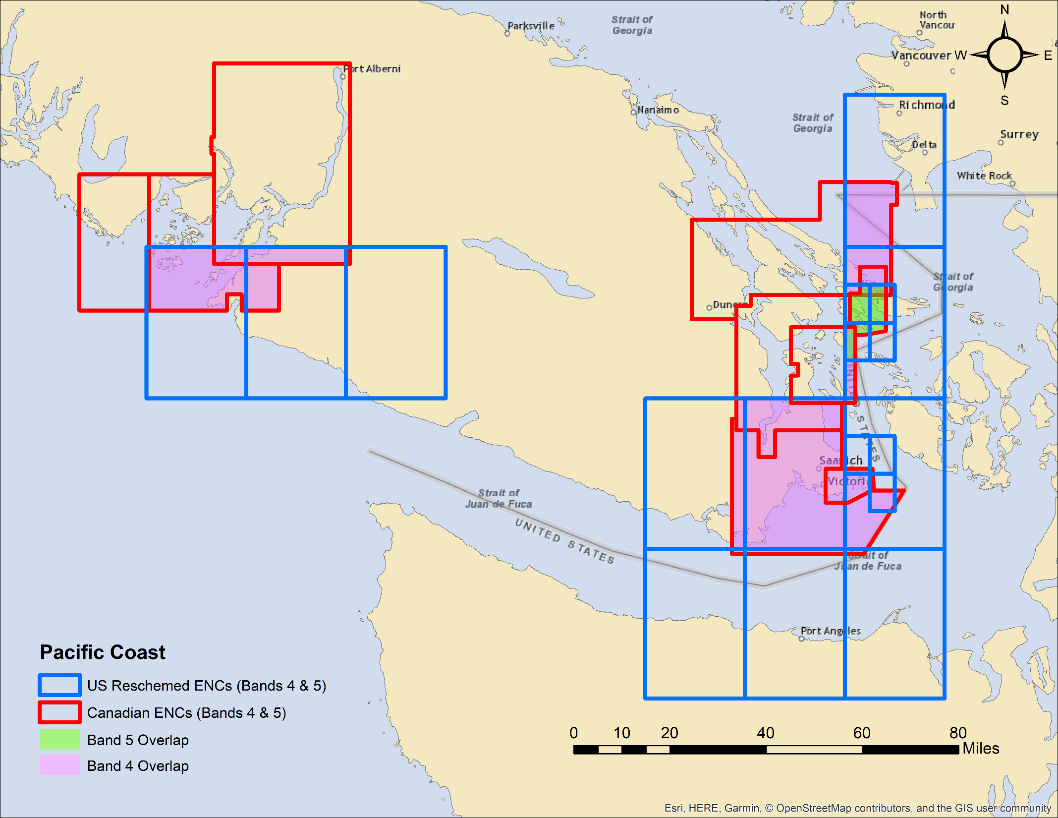 Parksville
Strait of
Georgia
North
Vancou
Vancouver
N
W
E
S
Port Alberni
Nanaimo
Strait of
Georgia
Richmond
Delta
Surrey
White Rock
Strait of
Georgia
Duncan
Saanich
Victoria
STATES
Strait of
Juan de Fuca
UNITED STATES
Strait of
Juan de Fuca
Port Angeles
Pacific Coast
US Reschemed ENCs (Bands 4 & 5)
Canadian ENCs (Bands 4 & 5)
Band 5 Overlap
Band 4 Overlap
0 10 20 40 60 80
Miles
Esri, HERE, Garmin, © OpenStreetMap contributors, and the GIS user community